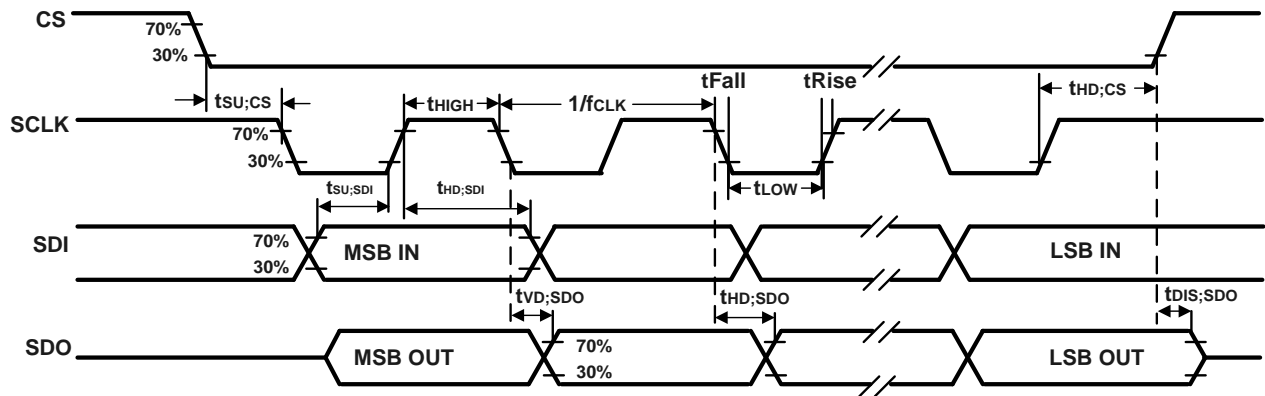 CS
70%
30%
tFall
tRise
tSU;CS
tHIGH
1/fCLK
tHD;CS
SCLK
70%
30%
tSU;SDI
tHD;SDI
tLOW
SDI
70%
30%
MSB IN
LSB IN
tVD;SDO
tHD;SDO
tDIS;SDO
SDO
MSB OUT
70%
30%
LSB OUT